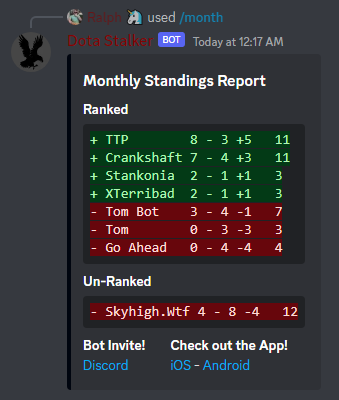 Ralph used /month
Dota Stalker BOT Today at 12:17 AM
Monthly Standings Report
Ranked
+ TTP 8 - 3 +5 11
+ Crankshaft 7 - 4 +3 11
+ Stankonia 2 - 1 +1 3
+ XTerribad 2 - 1 +1 3
- Tom Bot 3 - 4 -1 7
- Tom 0 - 3 -3 3
- Go Ahead 0 - 4 -4 4
Un-Ranked
- Skyhigh.Wtf 4 - 8 -4 12
Bot Invite! Check out the App!
Discord iOS - Android